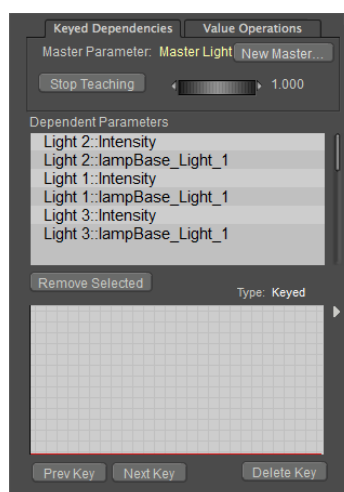 Keyed Dependencies Value Operations
Master Parameter: Master Light New Master...
Stop Teaching 1.000
Dependent Parameters
Light 2::Intensity
Light 2::lampBase_Light_1
Light 1::Intensity
Light 1::lampBase_Light_1
Light 3::Intensity
Light 3::lampBase_Light_1
Remove Selected
Type: Keyed
Prev Key Next Key Delete Key